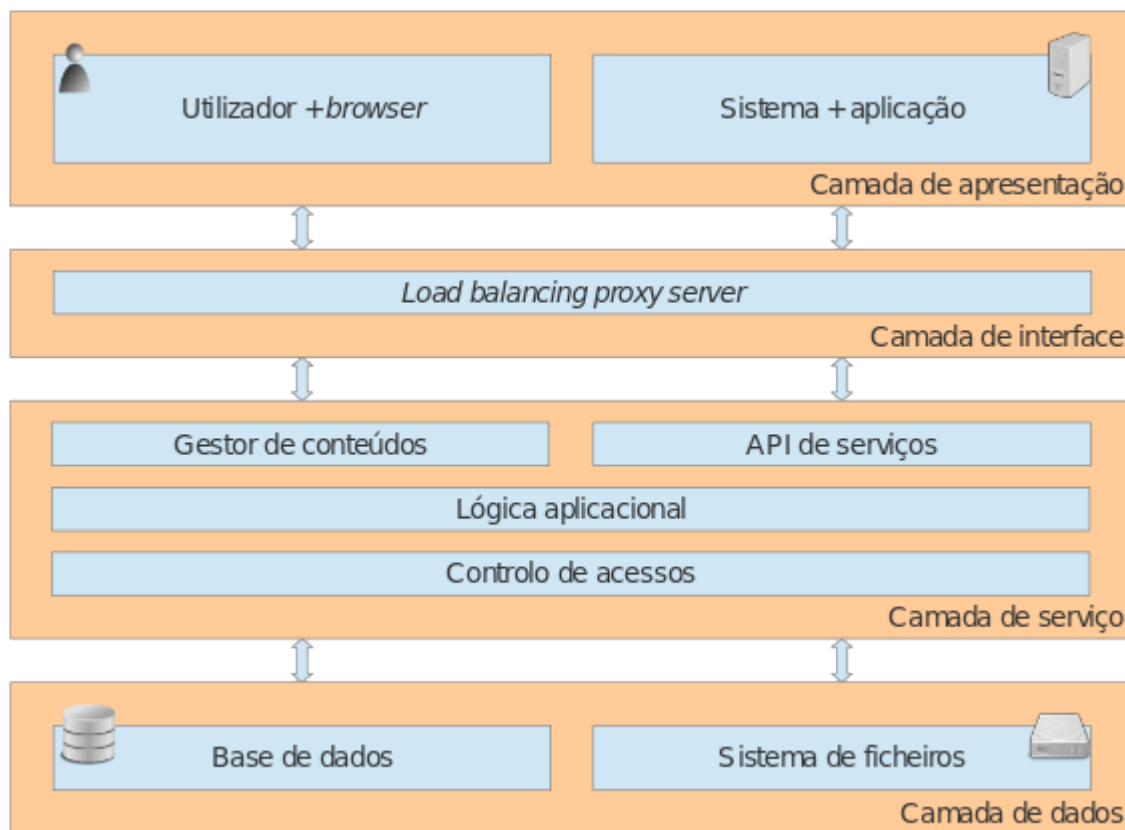 Utilizador + browser
Sistema + aplicação
Camada de apresentação
Load balancing proxy server
Camada de interface
Gestor de conteúdos
API de serviços
Lógica aplicacional
Controlo de acessos
Camada de serviço
Base de dados
Sistema de ficheiros
Camada de dados